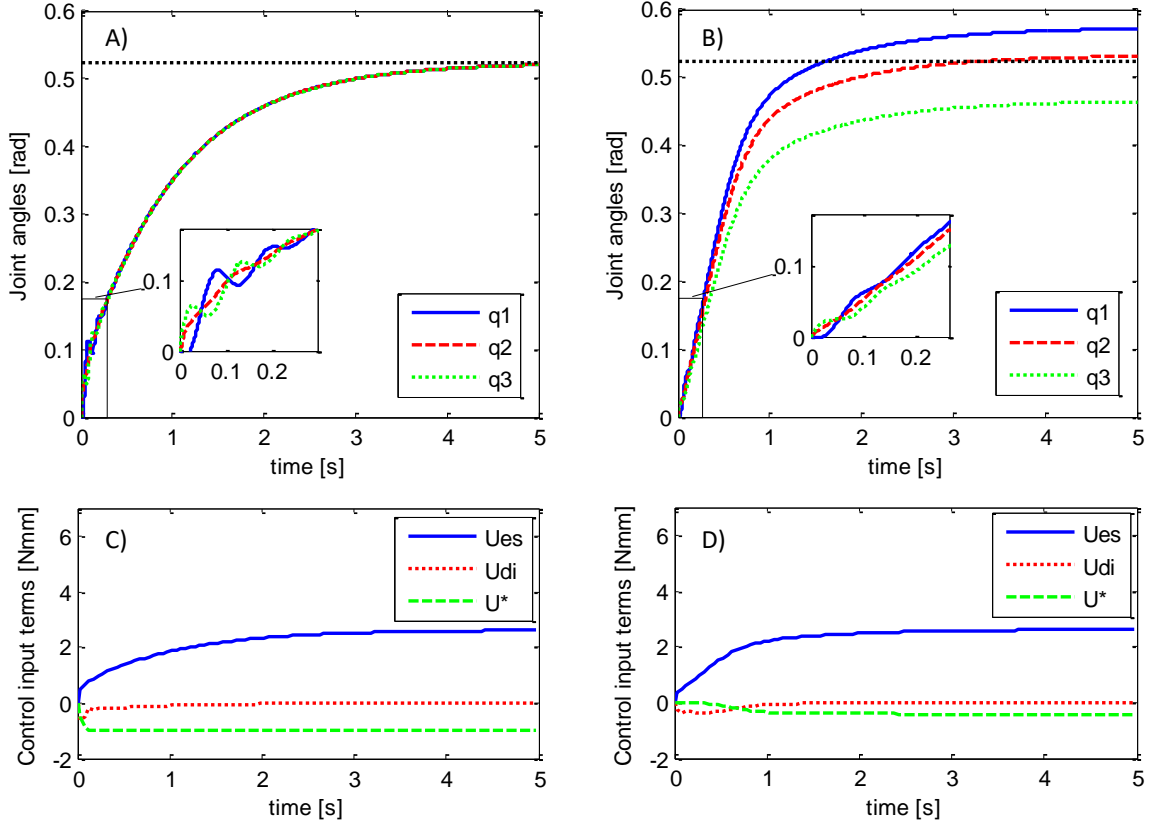 A)
Joint angles [rad]
0.6
0.5
0.4
0.3
0.2
0.1
0
0.1
0
0 0.1 0.2
q1
q2
q3
0 1 2 3 4 5
time [s]
B)
Joint angles [rad]
0.6
0.5
0.4
0.3
0.2
0.1
0
0.1
0
0 0.1 0.2
q1
q2
q3
0 1 2 3 4 5
time [s]
C)
Control input terms [Nmm]
6
4
2
0
-2
Ues
Udi
U*
0 1 2 3 4 5
time [s]
D)
Control input terms [Nmm]
6
4
2
0
-2
Ues
Udi
U*
0 1 2 3 4 5
time [s]